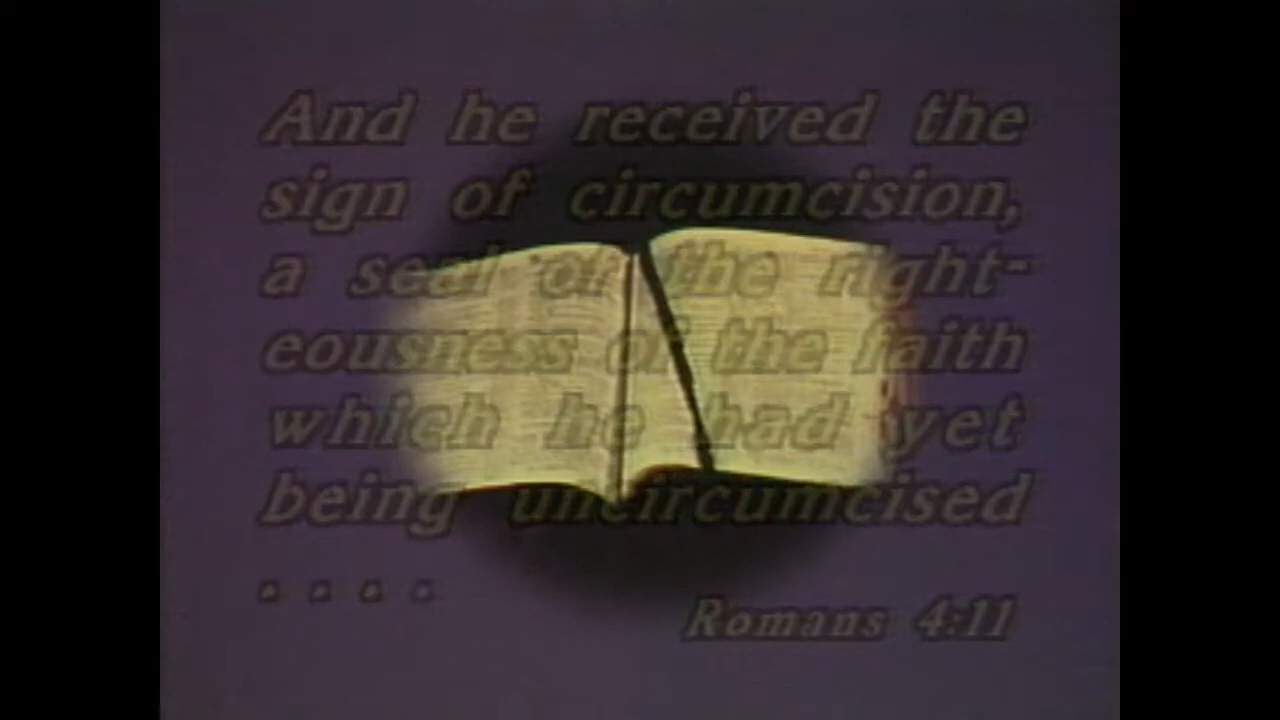 And he received the
sign of circumcision,
a seal of the right-
eousness of the faith
which he had yet
being uncircumcised
. . . .
Romans 4:11